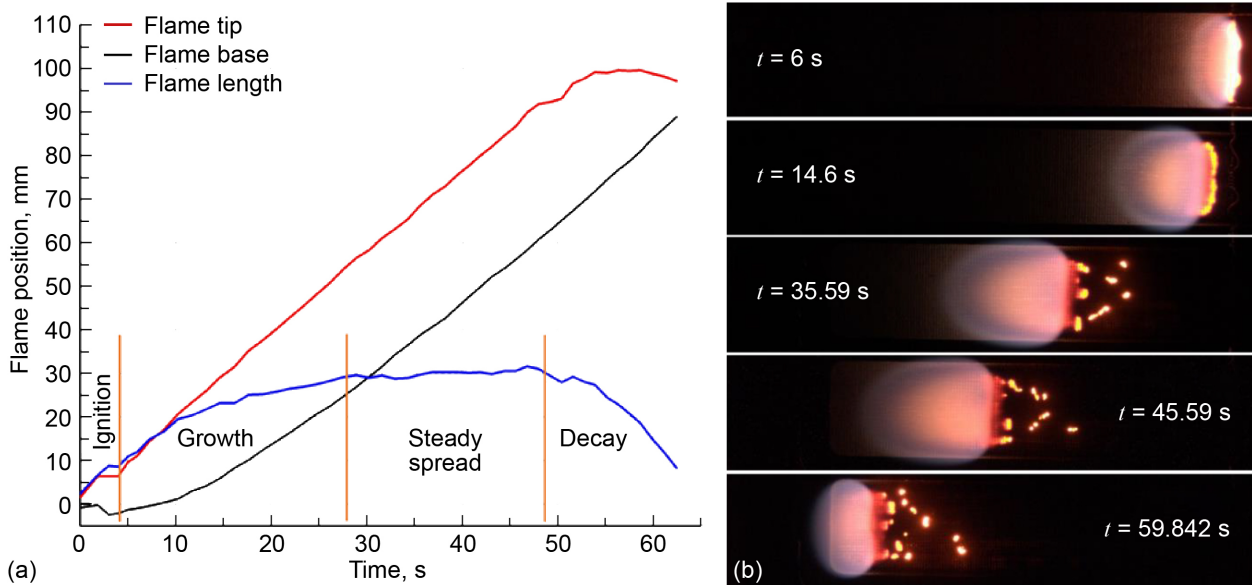 110
100
90
80
70
60
50
40
30
20
10
0
Flame position, mm
Flame tip
Flame base
Flame length
Ignition
Growth
Steady
spread
Decay
0 10 20 30 40 50 60
Time, s
(a)
t = 6 s
t = 14.6 s
t = 35.59 s
t = 45.59 s
t = 59.842 s
(b)